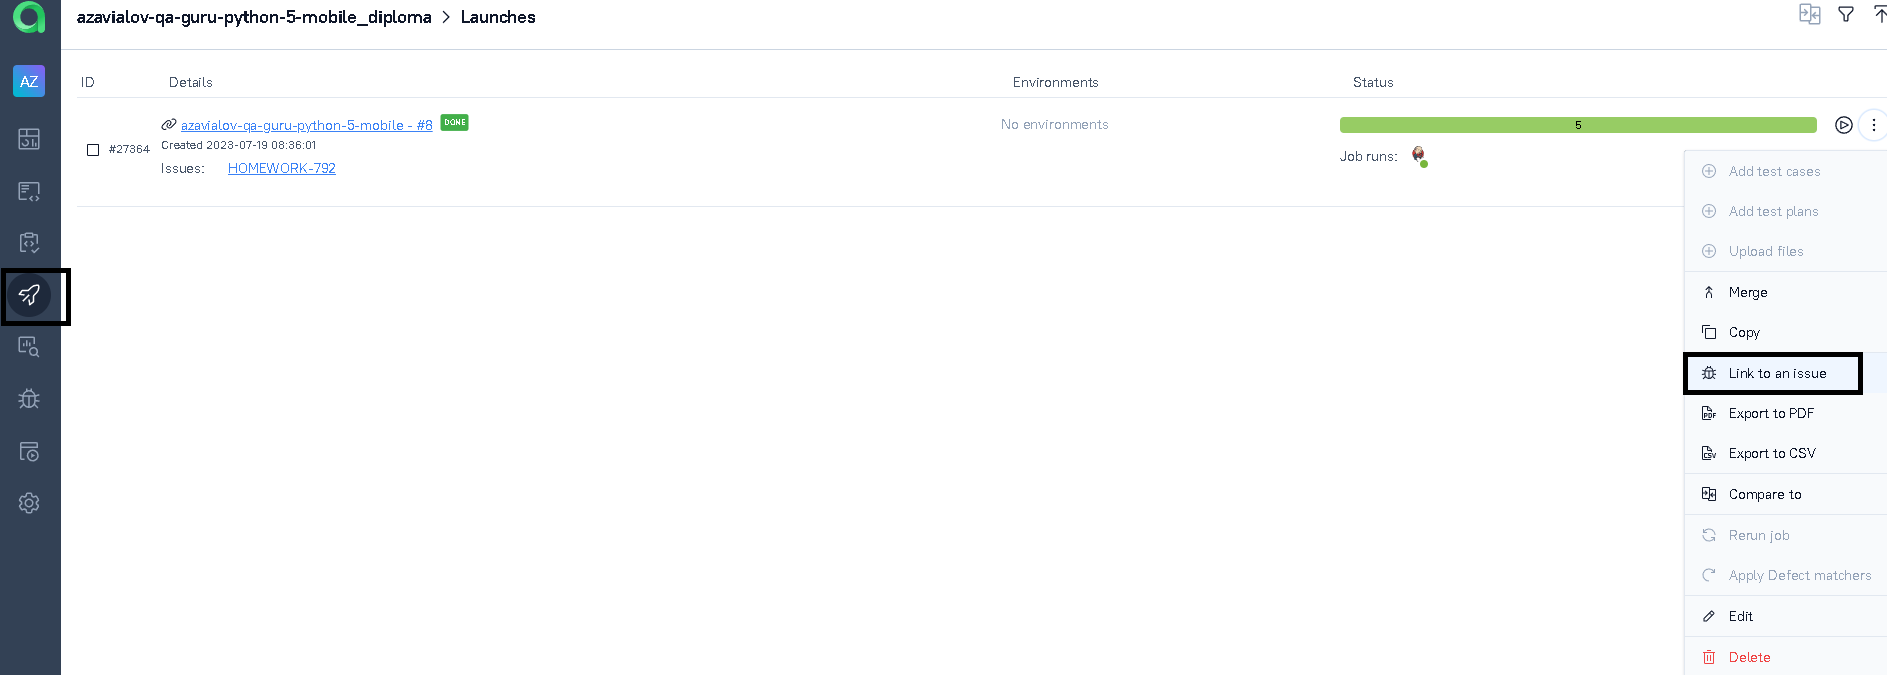 azavialov-qa-guru-python-5-mobile_diploma > Launches
AZ
ID Details Environments Status
azavialov-qa-guru-python-5-mobile - #8 DONE
No environments
5
#27364
Created 2023-07-19 08:36:01
Job runs:
Issues: HOMEWORK-792
Add test cases
Add test plans
Upload files
Merge
Copy
Link to an issue
Export to PDF
Export to CSV
Compare to
Rerun job
Apply Defect matchers
Edit
Delete